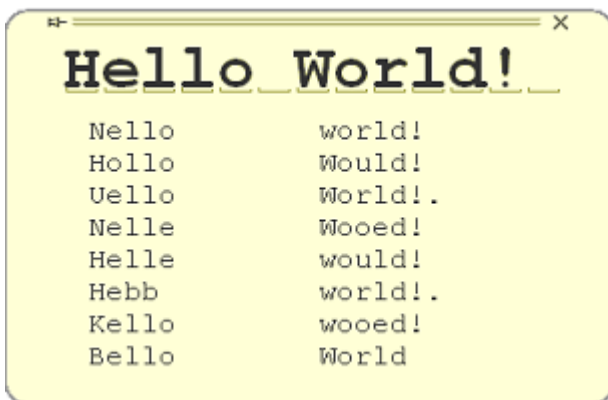 Hello World!
Nello world!
Hollo Would!
Uello World!.
Nelle Wooed!
Helle would!
Hebb world!.
Kello wooed!
Bello World